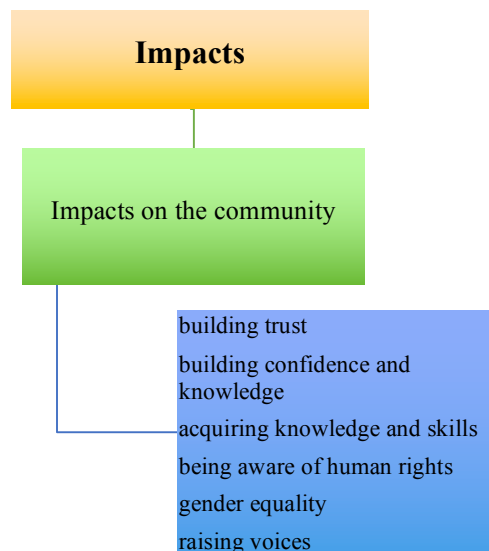 Impacts
Impacts on the community
building trust
building confidence and
knowledge
acquiring knowledge and skills
being aware of human rights
gender equality
raising voices